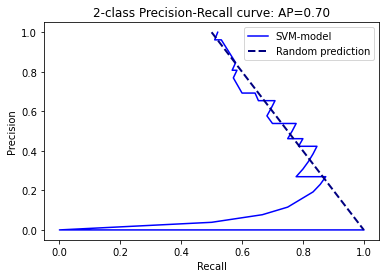 2-class Precision-Recall curve: AP=0.70
SVM-model
Random prediction
Precision
1.0
0.8
0.6
0.4
0.2
0.0
0.0 0.2 0.4 0.6 0.8 1.0
Recall